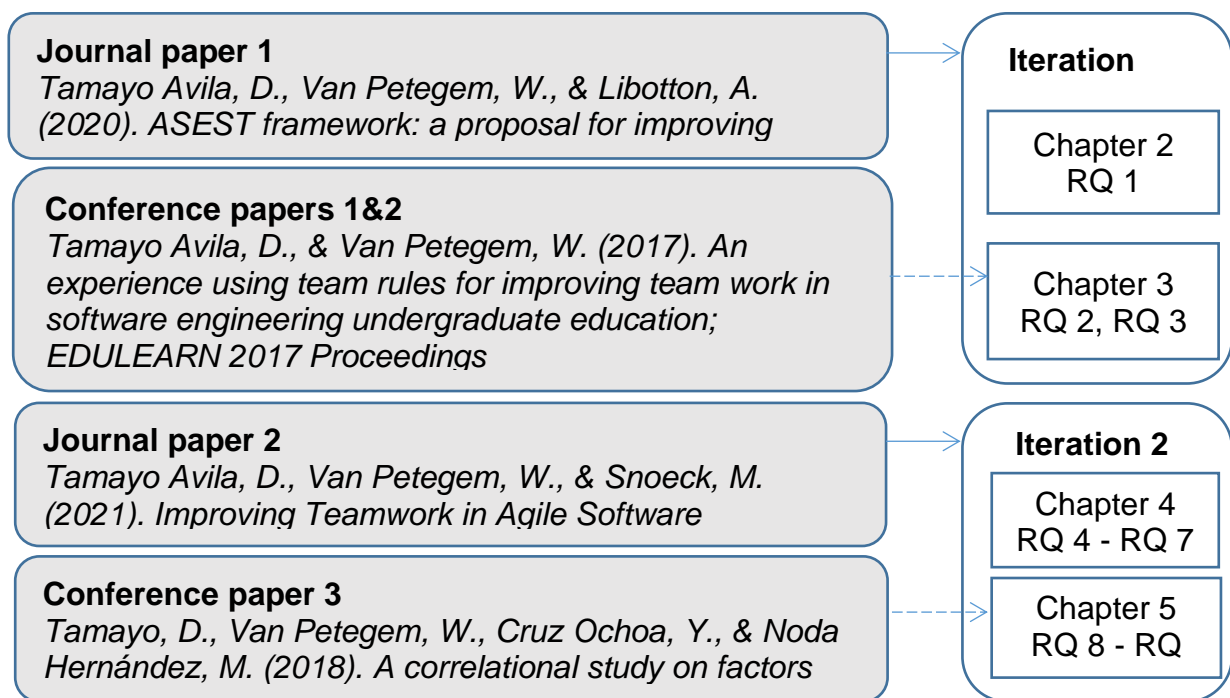 Journal paper 1
Tamayo Avila, D., Van Petegem, W., & Libotton, A.
(2020). ASEST framework: a proposal for improving
Conference papers 1&2
Tamayo Avila, D., & Van Petegem, W. (2017). An
experience using team rules for improving team work in
software engineering undergraduate education;
EDULEARN 2017 Proceedings
Journal paper 2
Tamayo Avila, D., Van Petegem, W., & Snoeck, M.
(2021). Improving Teamwork in Agile Software
Conference paper 3
Tamayo, D., Van Petegem, W., Cruz Ochoa, Y., & Noda
Hernández, M. (2018). A correlational study on factors
Iteration
Chapter 2
RQ 1
Chapter 3
RQ 2, RQ 3
Iteration 2
Chapter 4
RQ 4 - RQ 7
Chapter 5
RQ 8 - RQ